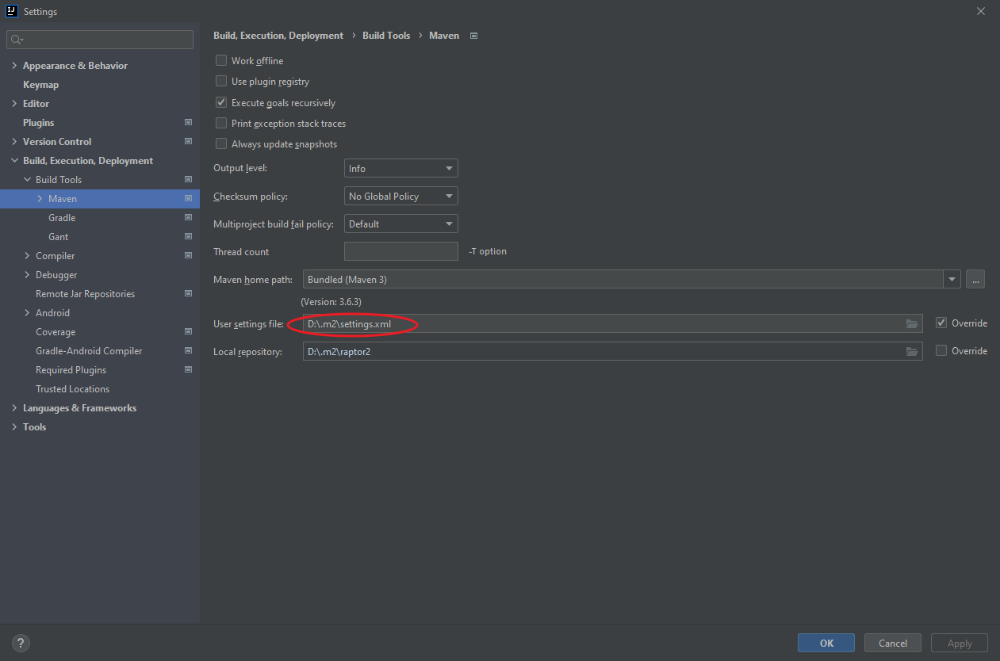 IJ Settings
Build, Execution, Deployment › Build Tools › Maven
Appearance & Behavior
Keymap
Editor
Plugins
Version Control
Build, Execution, Deployment
Build Tools
Maven
Gradle
Gant
Compiler
Debugger
Remote Jar Repositories
Android
Coverage
Gradle-Android Compiler
Required Plugins
Trusted Locations
Languages & Frameworks
Tools
Work offline
Use plugin registry
Execute goals recursively
Print exception stack traces
Always update snapshots
Output level: Info
Checksum policy: No Global Policy
Multiproject build fail policy: Default
Thread count -T option
Maven home path: Bundled (Maven 3) ...
(Version: 3.6.3)
User settings file: D:\.m2\settings.xml Override
Local repository: D:\.m2\raptor2 Override
? OK Cancel Apply